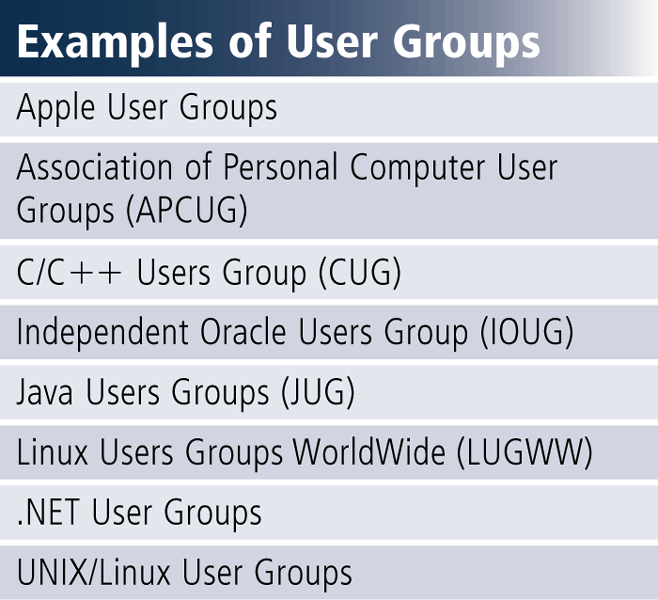 Examples of User Groups
Apple User Groups
Association of Personal Computer User
Groups (APCUG)
C/C++ Users Group (CUG)
Independent Oracle Users Group (IOUG)
Java Users Groups (JUG)
Linux Users Groups WorldWide (LUGWW)
.NET User Groups
UNIX/Linux User Groups